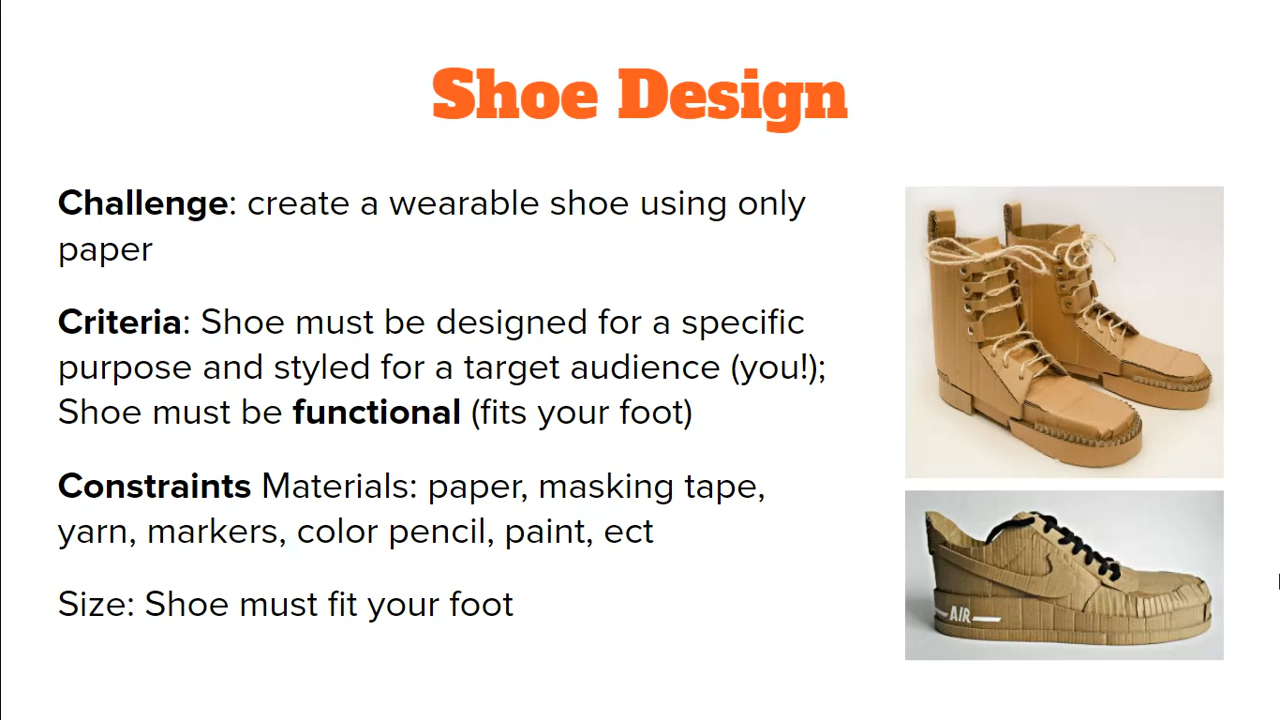 Shoe Design
Challenge: create a wearable shoe using only
paper
Criteria: Shoe must be designed for a specific
purpose and styled for a target audience (you!);
Shoe must be functional (fits your foot)
Constraints Materials: paper, masking tape,
yarn, markers, color pencil, paint, ect
Size: Shoe must fit your foot
AIR